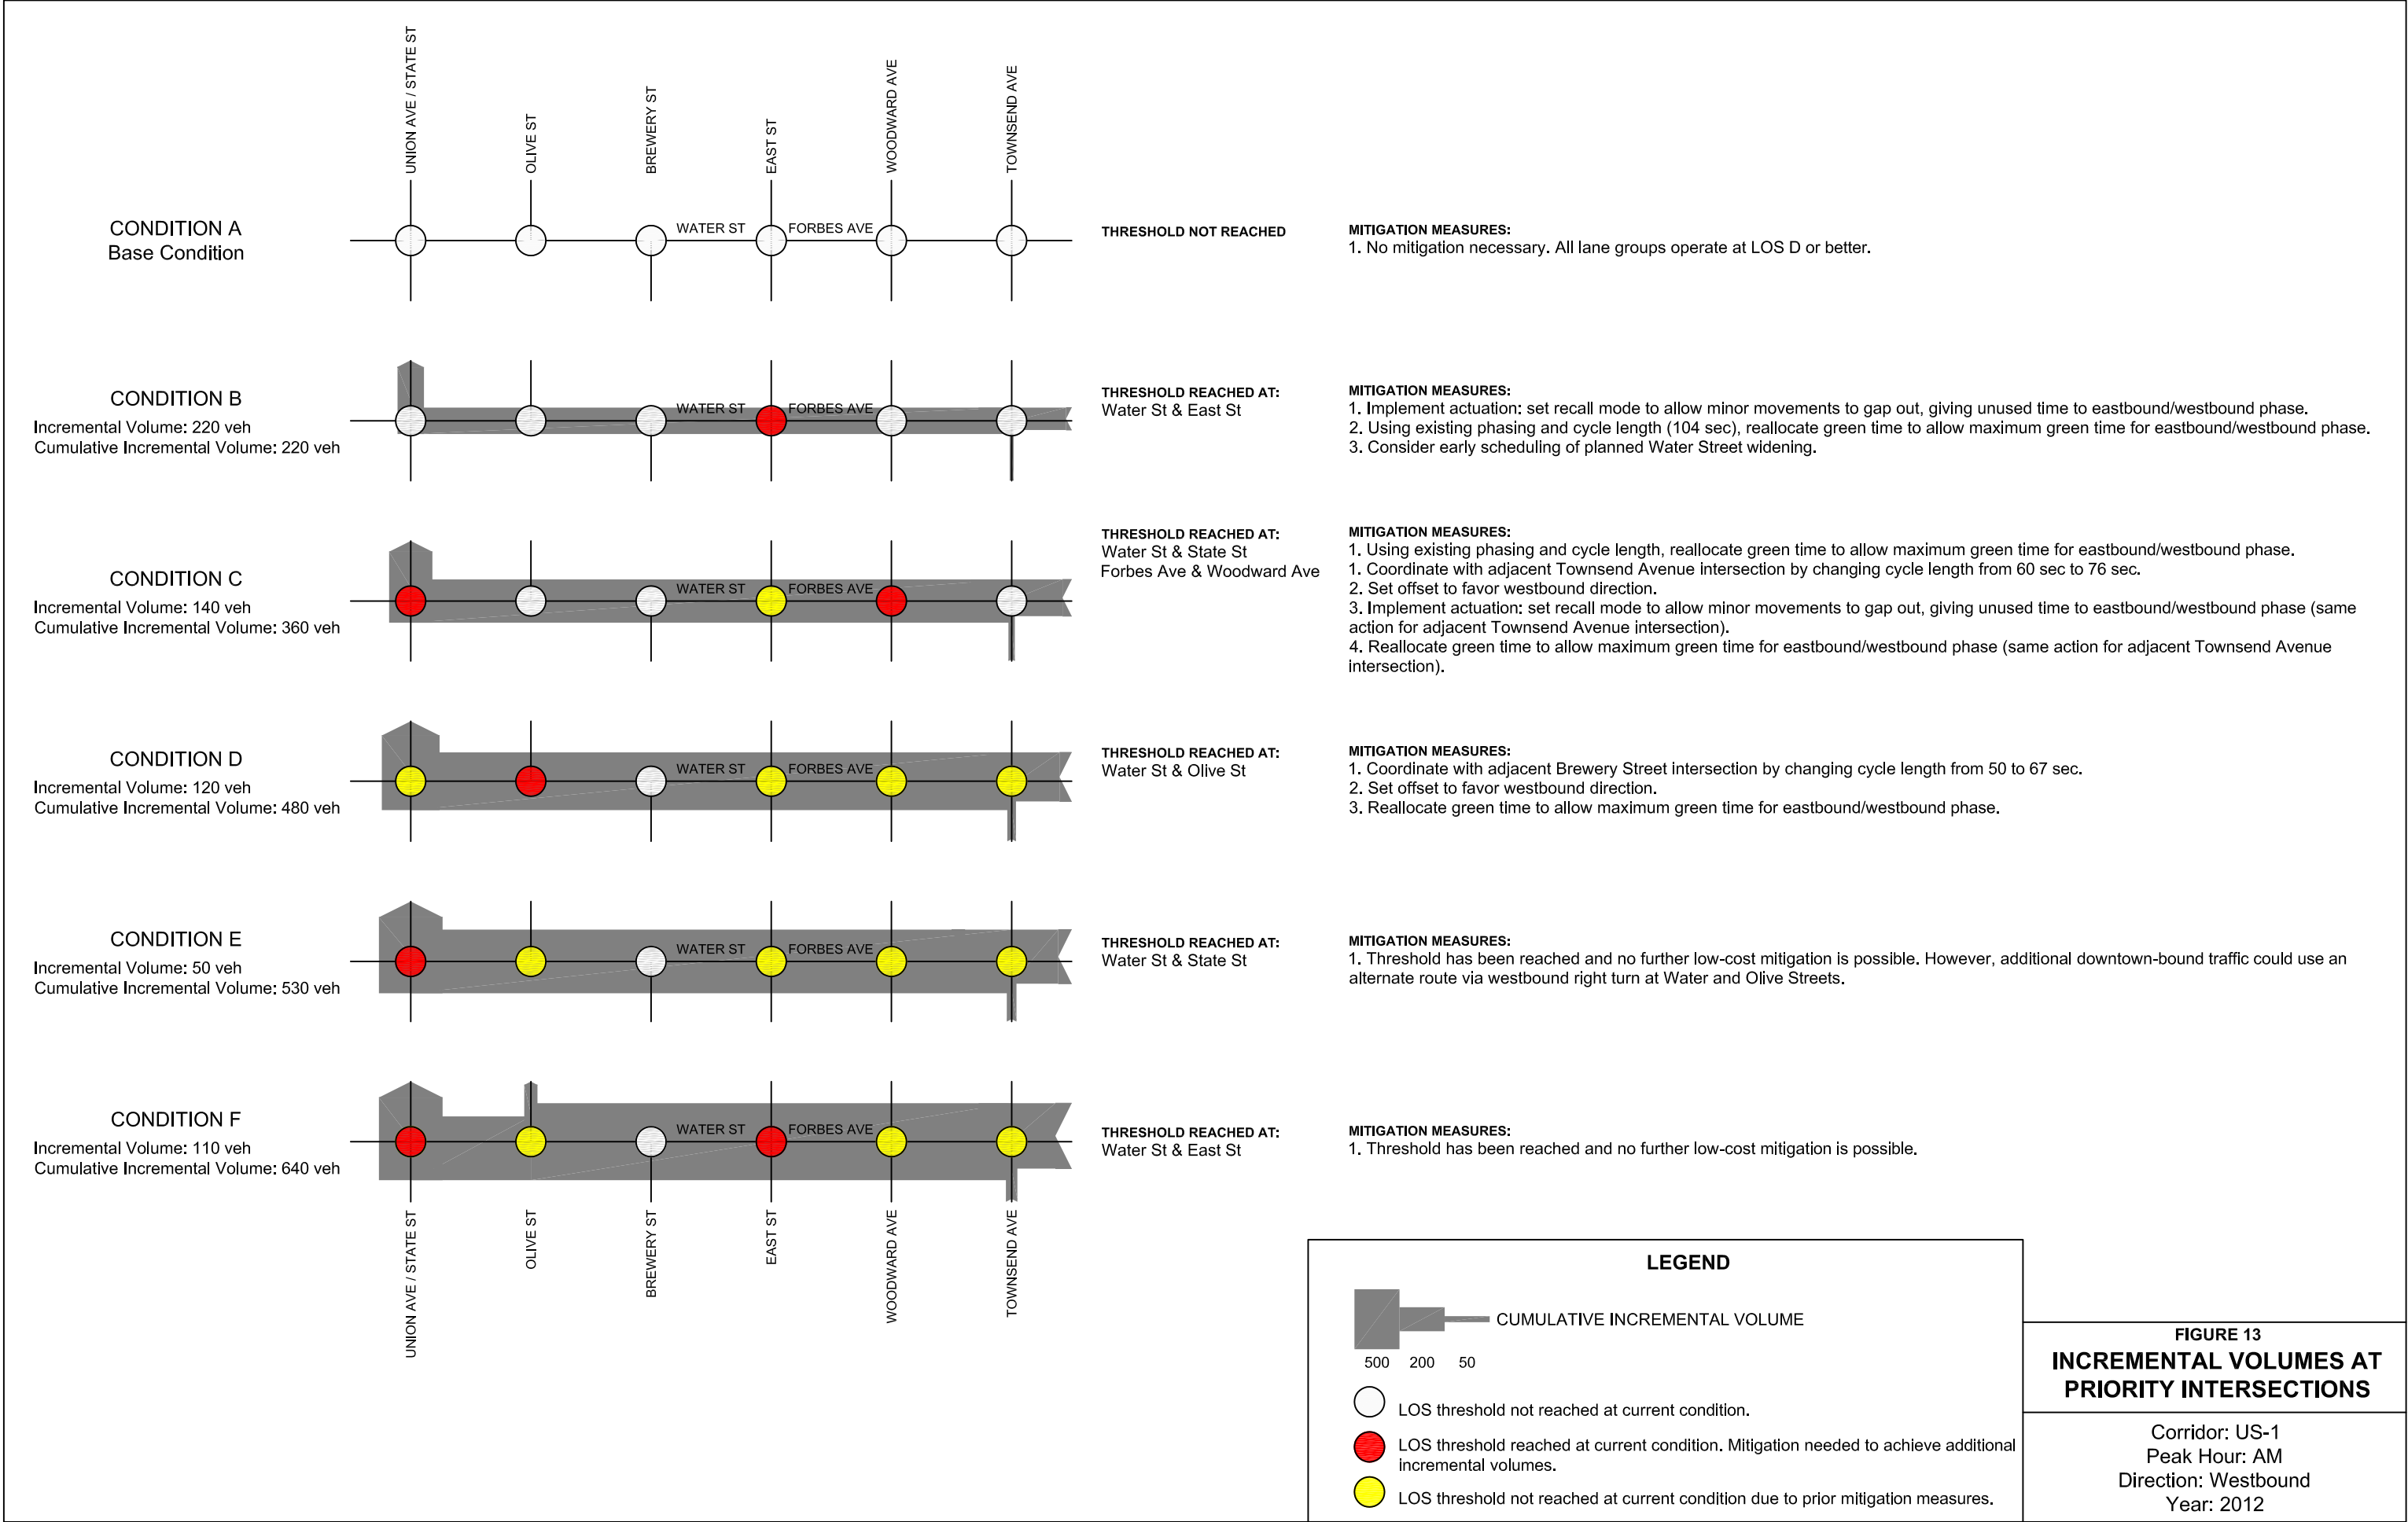 UNION AVE / STATE ST
OLIVE ST
BREWERY ST
EAST ST
WOODWARD AVE
TOWNSEND AVE
CONDITION A
Base Condition
WATER ST
FORBES AVE
THRESHOLD NOT REACHED
MITIGATION MEASURES:
1. No mitigation necessary. All lane groups operate at LOS D or better.
CONDITION B
Incremental Volume: 220 veh
Cumulative Incremental Volume: 220 veh
WATER ST
FORBES AVE
THRESHOLD REACHED AT:
Water St & East St
MITIGATION MEASURES:
1. Implement actuation: set recall mode to allow minor movements to gap out, giving unused time to eastbound/westbound phase.
2. Using existing phasing and cycle length (104 sec), reallocate green time to allow maximum green time for eastbound/westbound phase.
3. Consider early scheduling of planned Water Street widening.
CONDITION C
Incremental Volume: 140 veh
Cumulative Incremental Volume: 360 veh
WATER ST
FORBES AVE
THRESHOLD REACHED AT:
Water St & State St
Forbes Ave & Woodward Ave
MITIGATION MEASURES:
1. Using existing phasing and cycle length, reallocate green time to allow maximum green time for eastbound/westbound phase.
1. Coordinate with adjacent Townsend Avenue intersection by changing cycle length from 60 sec to 76 sec.
2. Set offset to favor westbound direction.
3. Implement actuation: set recall mode to allow minor movements to gap out, giving unused time to eastbound/westbound phase (same
action for adjacent Townsend Avenue intersection).
4. Reallocate green time to allow maximum green time for eastbound/westbound phase (same action for adjacent Townsend Avenue
intersection).
CONDITION D
Incremental Volume: 120 veh
Cumulative Incremental Volume: 480 veh
WATER ST
FORBES AVE
THRESHOLD REACHED AT:
Water St & Olive St
MITIGATION MEASURES:
1. Coordinate with adjacent Brewery Street intersection by changing cycle length from 50 to 67 sec.
2. Set offset to favor westbound direction.
3. Reallocate green time to allow maximum green time for eastbound/westbound phase.
CONDITION E
Incremental Volume: 50 veh
Cumulative Incremental Volume: 530 veh
WATER ST
FORBES AVE
THRESHOLD REACHED AT:
Water St & State St
MITIGATION MEASURES:
1. Threshold has been reached and no further low-cost mitigation is possible. However, additional downtown-bound traffic could use an
alternate route via westbound right turn at Water and Olive Streets.
CONDITION F
Incremental Volume: 110 veh
Cumulative Incremental Volume: 640 veh
WATER ST
FORBES AVE
THRESHOLD REACHED AT:
Water St & East St
MITIGATION MEASURES:
1. Threshold has been reached and no further low-cost mitigation is possible.
UNION AVE / STATE ST
OLIVE ST
BREWERY ST
EAST ST
WOODWARD AVE
TOWNSEND AVE
LEGEND
CUMULATIVE INCREMENTAL VOLUME
500 200 50
LOS threshold not reached at current condition.
LOS threshold reached at current condition. Mitigation needed to achieve additional
incremental volumes.
LOS threshold not reached at current condition due to prior mitigation measures.
FIGURE 13
INCREMENTAL VOLUMES AT
PRIORITY INTERSECTIONS
Corridor: US-1
Peak Hour: AM
Direction: Westbound
Year: 2012